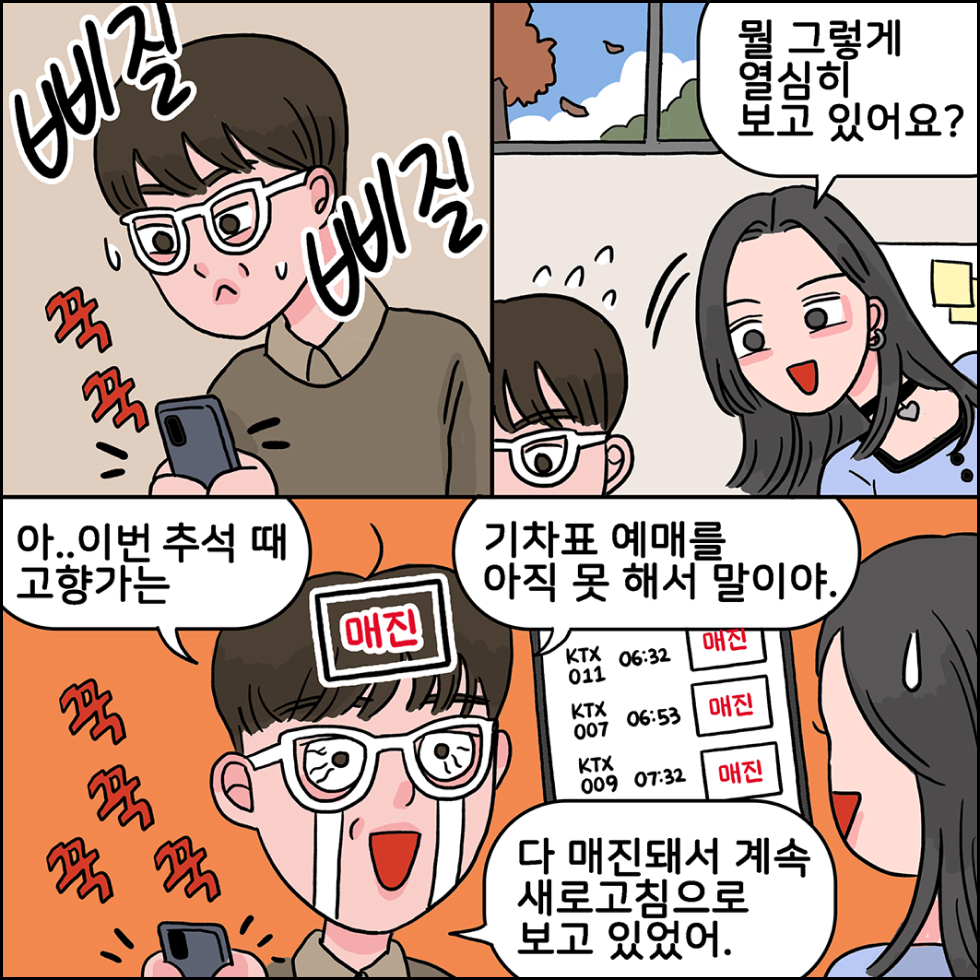 삐질
삐질
꾹
꾹
뭘 그렇게
열심히
보고 있어요?
아..이번 추석 때
고향가는
기차표 예매를
아직 못 해서 말이야.
매진
KTX 011 06:32 매진
KTX 007 06:53 매진
KTX 009 07:32 매진
꾹
꾹
꾹
꾹
다 매진돼서 계속
새로고침으로
보고 있었어.